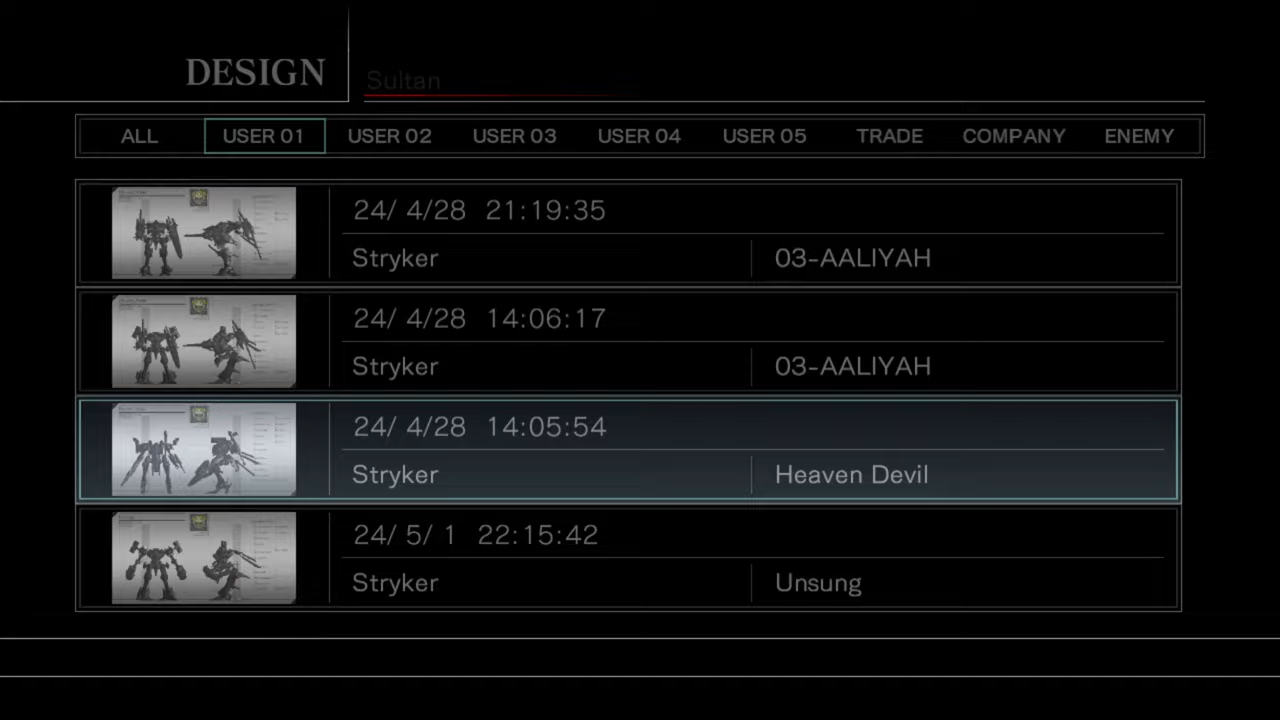 DESIGN
Sultan
ALL USER 01 USER 02 USER 03 USER 04 USER 05 TRADE COMPANY ENEMY
24/ 4/28 21:19:35
Stryker 03-AALIYAH
24/ 4/28 14:06:17
Stryker 03-AALIYAH
24/ 4/28 14:05:54
Stryker Heaven Devil
24/ 5/ 1 22:15:42
Stryker Unsung